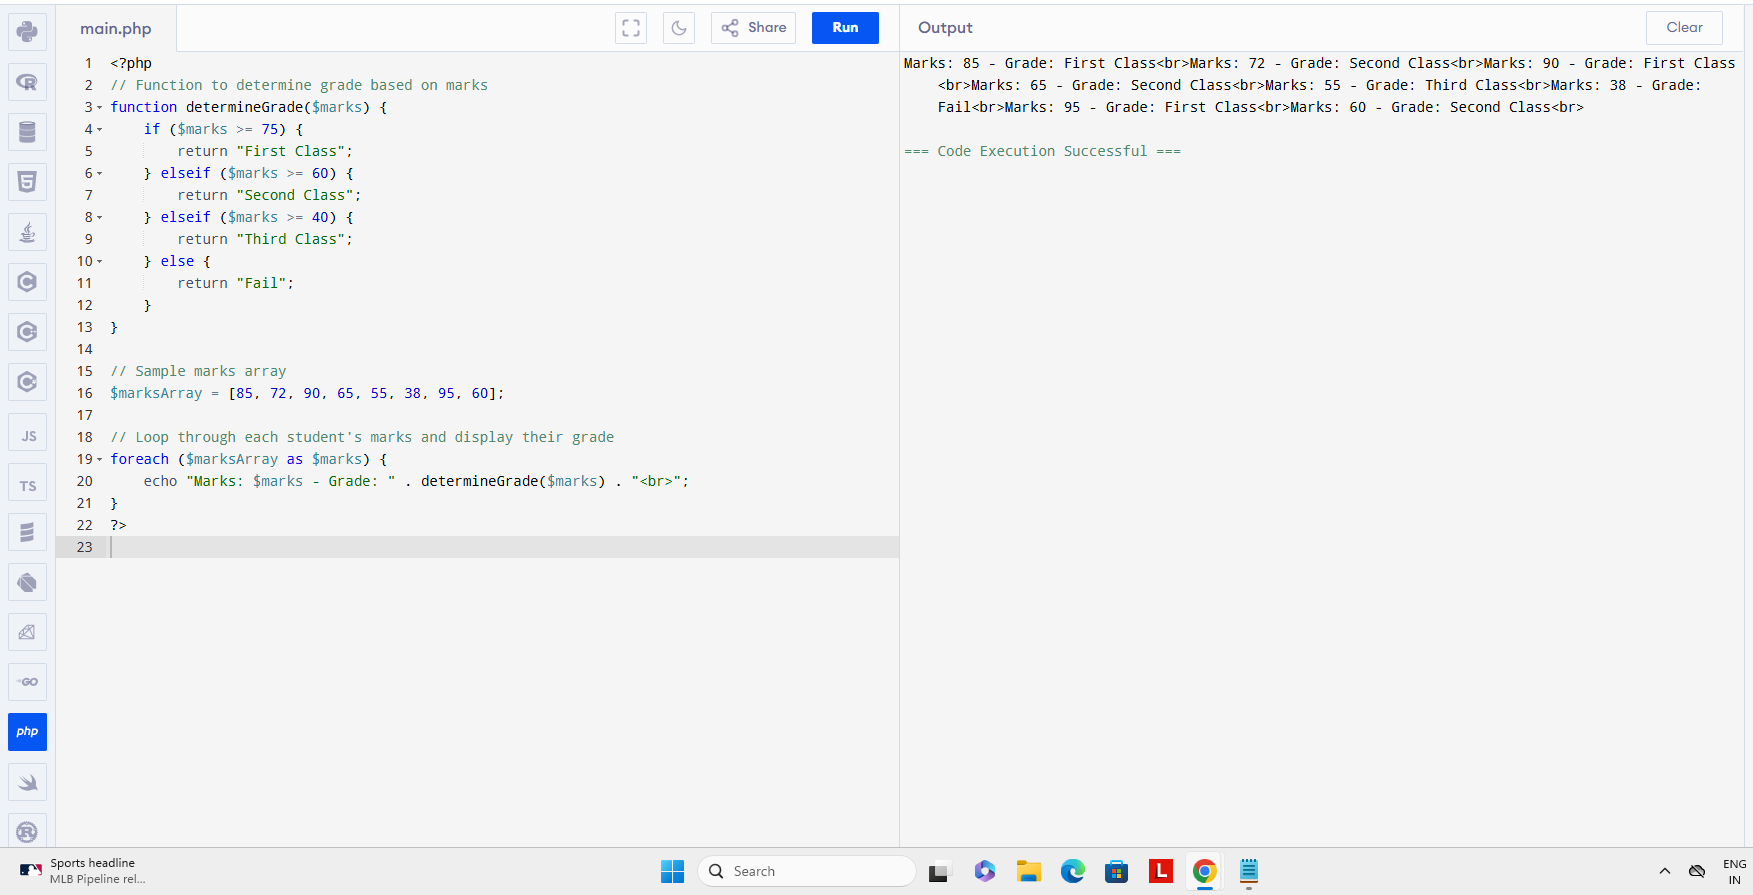 main.php
Share
Run
Output
Clear
1 <?php
2 // Function to determine grade based on marks
3 function determineGrade($marks) {
4     if ($marks >= 75) {
5         return "First Class";
6     } elseif ($marks >= 60) {
7         return "Second Class";
8     } elseif ($marks >= 40) {
9         return "Third Class";
10     } else {
11         return "Fail";
12     }
13 }
14
15 // Sample marks array
16 $marksArray = [85, 72, 90, 65, 55, 38, 95, 60];
17
18 // Loop through each student's marks and display their grade
19 foreach ($marksArray as $marks) {
20     echo "Marks: $marks - Grade: " . determineGrade($marks) . "<br>";
21 }
22 ?>
23
Marks: 85 - Grade: First Class<br>Marks: 72 - Grade: Second Class<br>Marks: 90 - Grade: First Class
<br>Marks: 65 - Grade: Second Class<br>Marks: 55 - Grade: Third Class<br>Marks: 38 - Grade:
Fail<br>Marks: 95 - Grade: First Class<br>Marks: 60 - Grade: Second Class<br>
=== Code Execution Successful ===
R
5
C
C
C
JS
TS
GO
php
R
Sports headline
MLB Pipeline rel...
Search
L
ENG
IN